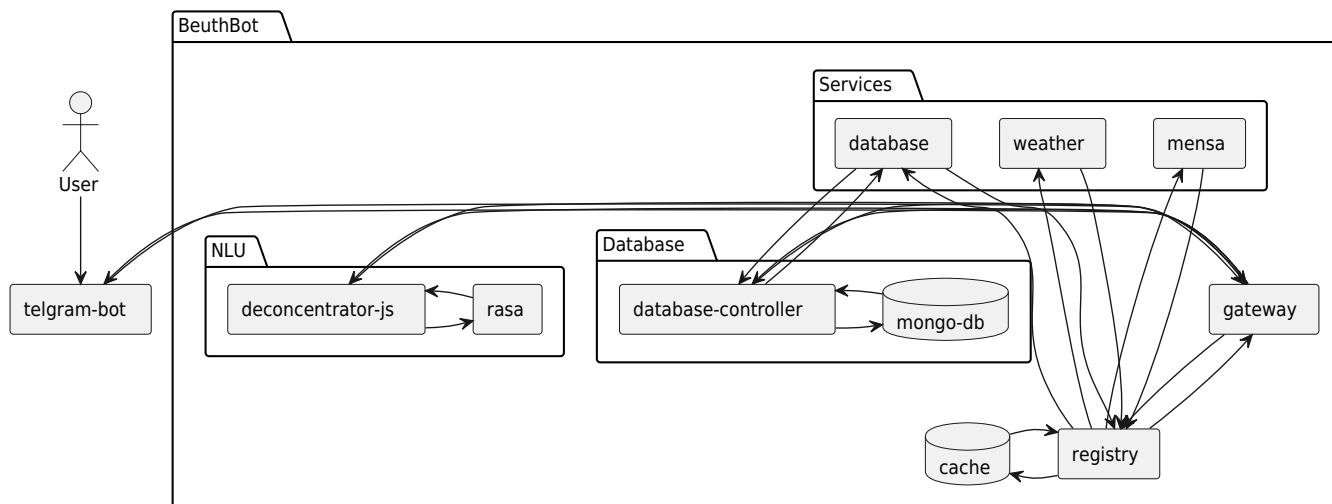 BeuthBot
Services
database
weather
mensa
User
NLU
Database
telgram-bot
deconcentrator-js
rasa
database-controller
mongo-db
gateway
cache
registry